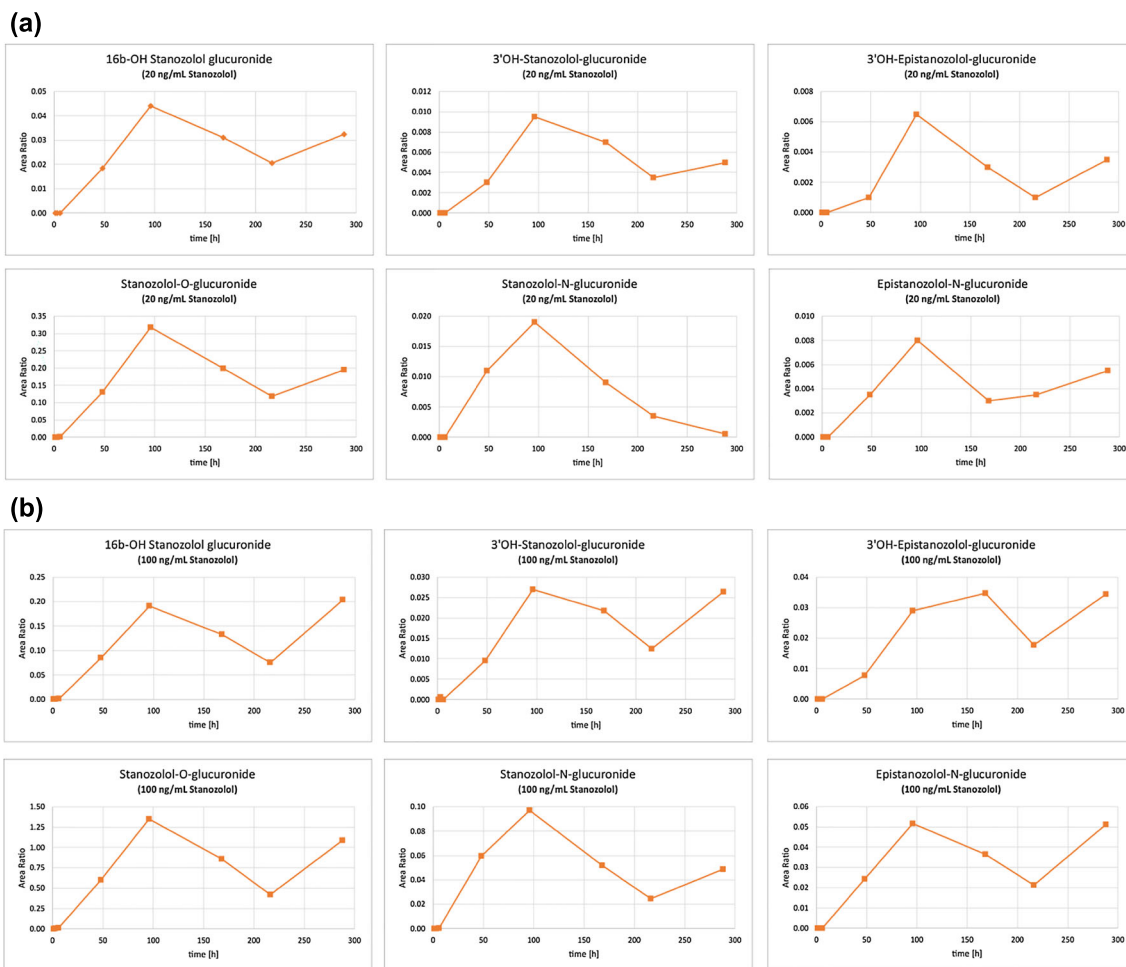 (a)
16b-OH Stanozolol glucuronide
(20 ng/mL Stanozolol)
0.05
0.04
0.03
0.02
0.01
0.00
Area Ratio
0 50 100 150 200 250 300
time [h]
3'OH-Stanozolol-glucuronide
(20 ng/mL Stanozolol)
0.012
0.010
0.008
0.006
0.004
0.002
0.000
Area Ratio
0 50 100 150 200 250 300
time [h]
3'OH-Epistanozolol-glucuronide
(20 ng/mL Stanozolol)
0.008
0.006
0.004
0.002
0.000
Area Ratio
0 50 100 150 200 250 300
time [h]
Stanozolol-O-glucuronide
(20 ng/mL Stanozolol)
0.35
0.30
0.25
0.20
0.15
0.10
0.05
0.00
Area Ratio
0 50 100 150 200 250 300
time [h]
Stanozolol-N-glucuronide
(20 ng/mL Stanozolol)
0.020
0.015
0.010
0.005
0.000
Area Ratio
0 50 100 150 200 250 300
time [h]
Epistanozolol-N-glucuronide
(20 ng/mL Stanozolol)
0.010
0.008
0.006
0.004
0.002
0.000
Area Ratio
0 50 100 150 200 250 300
time [h]
(b)
16b-OH Stanozolol glucuronide
(100 ng/mL Stanozolol)
0.25
0.20
0.15
0.10
0.05
0.00
Area Ratio
0 50 100 150 200 250 300
time [h]
3'OH-Stanozolol-glucuronide
(100 ng/mL Stanozolol)
0.030
0.025
0.020
0.015
0.010
0.005
0.000
Area Ratio
0 50 100 150 200 250 300
time [h]
3'OH-Epistanozolol-glucuronide
(100 ng/mL Stanozolol)
0.04
0.03
0.02
0.01
0.00
Area Ratio
0 50 100 150 200 250 300
time [h]
Stanozolol-O-glucuronide
(100 ng/mL Stanozolol)
1.50
1.25
1.00
0.75
0.50
0.25
0.00
Area Ratio
0 50 100 150 200 250 300
time [h]
Stanozolol-N-glucuronide
(100 ng/mL Stanozolol)
0.10
0.08
0.06
0.04
0.02
0.00
Area Ratio
0 50 100 150 200 250 300
time [h]
Epistanozolol-N-glucuronide
(100 ng/mL Stanozolol)
0.06
0.05
0.04
0.03
0.02
0.01
0.00
Area Ratio
0 50 100 150 200 250 300
time [h]